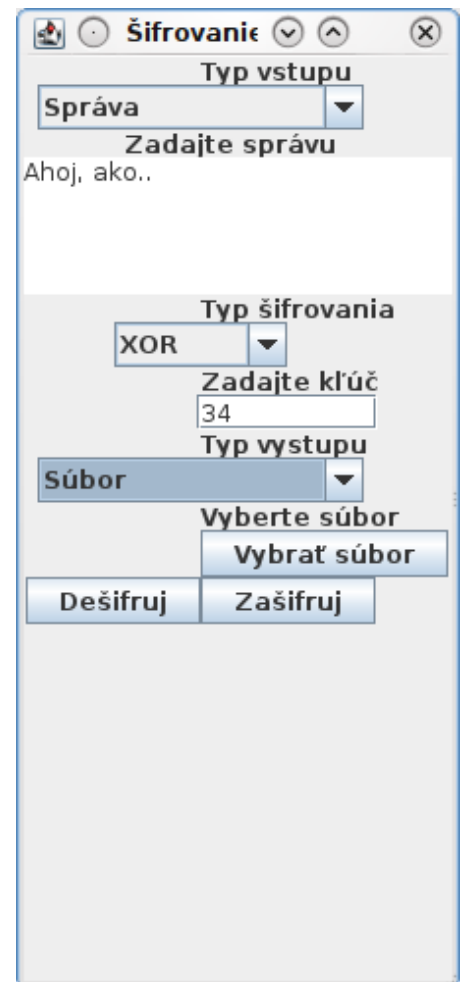 Šifrovanie
Typ vstupu
Správa
Zadajte správu
Ahoj, ako..
Typ šifrovania
XOR
Zadajte kľúč
34
Typ vystupu
Súbor
Vyberte súbor
Vybrať súbor
Dešifruj Zašifruj